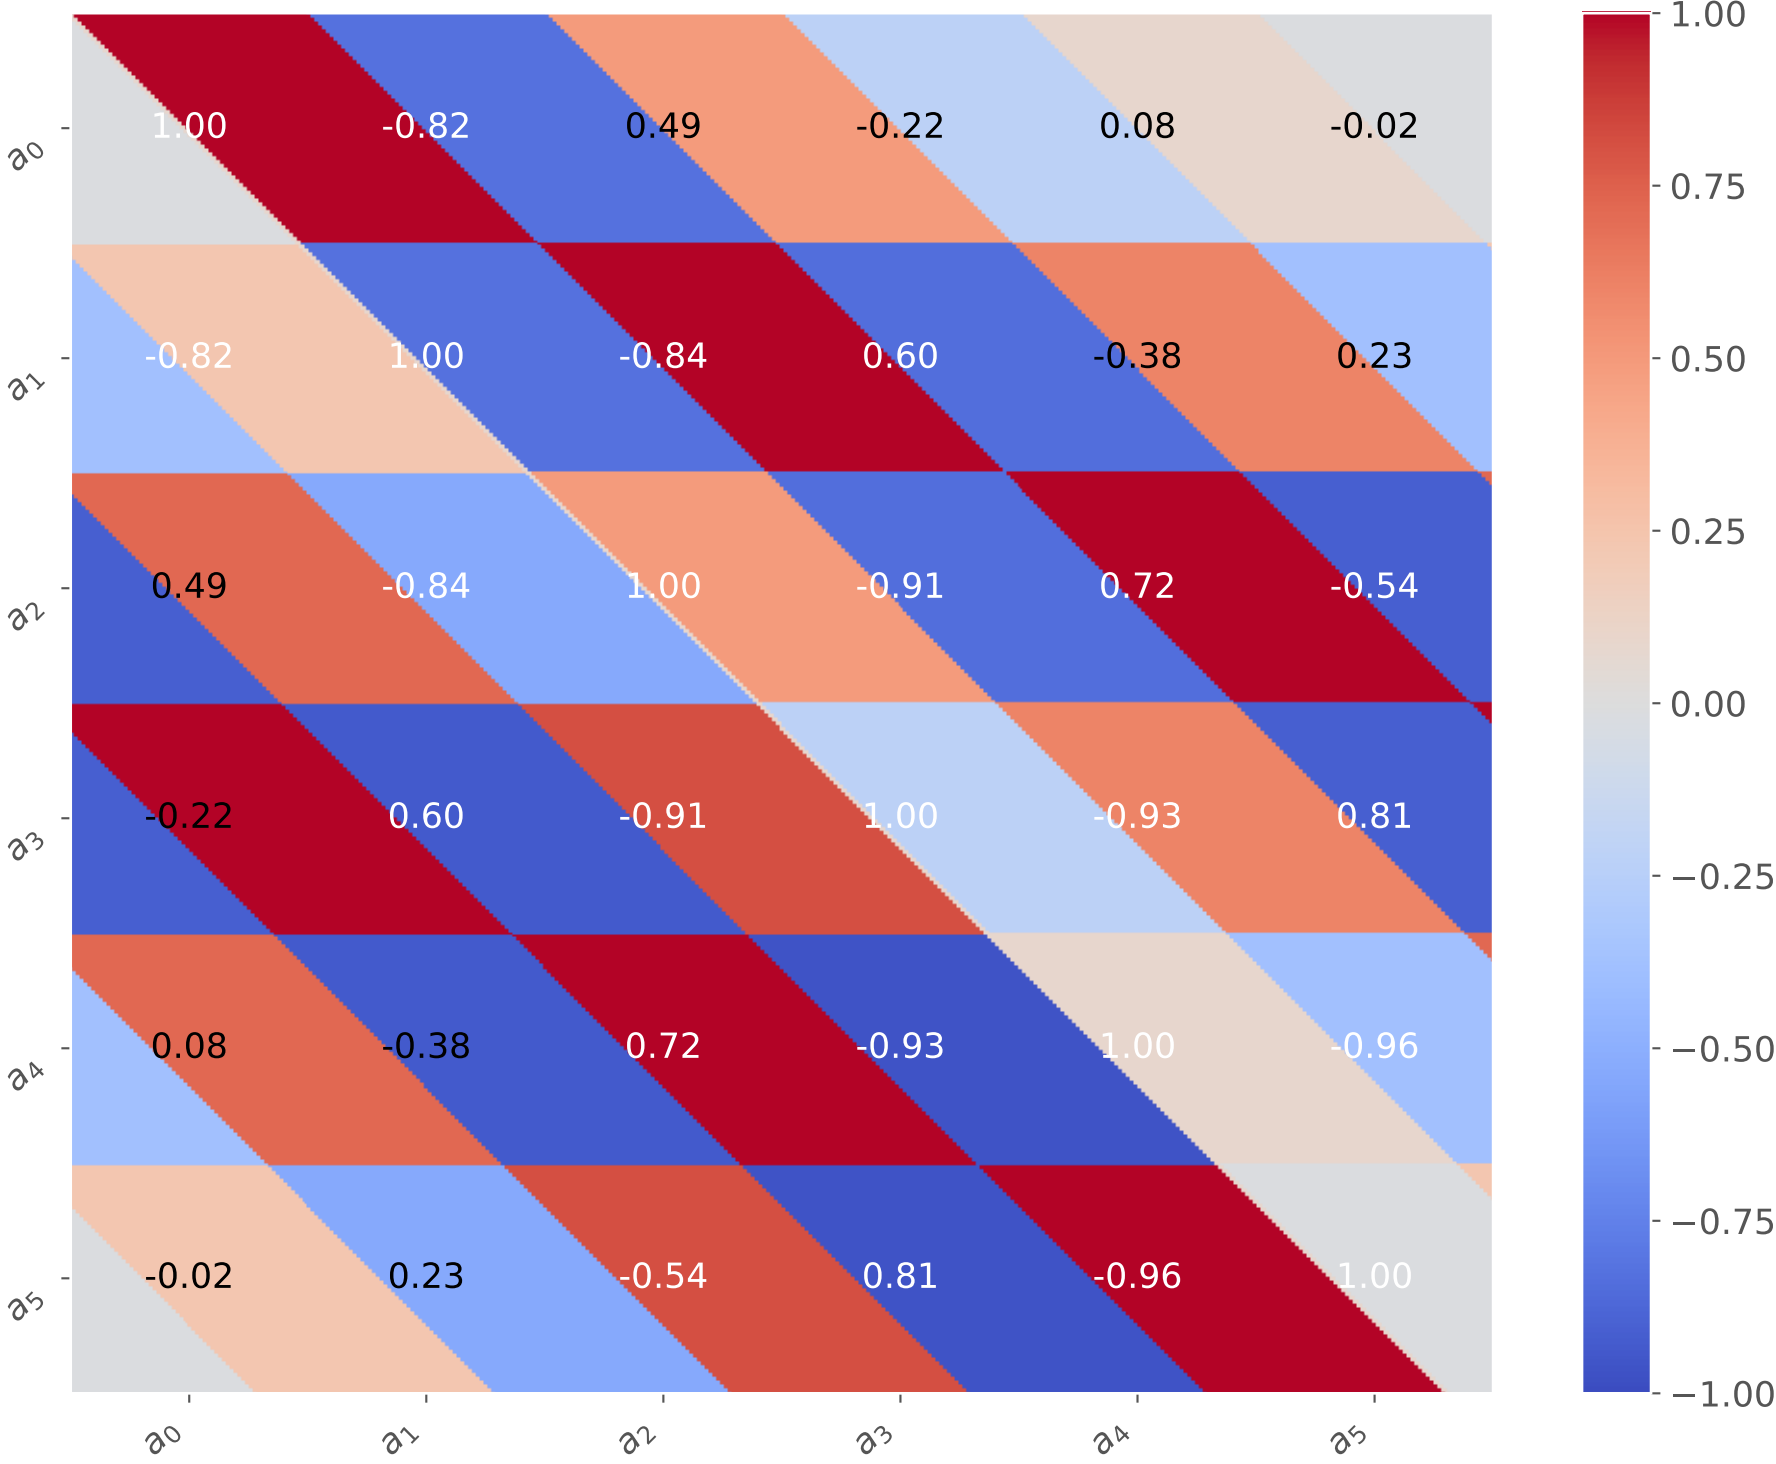 1.00
a₀ 1.00 -0.82 0.49 -0.22 0.08 -0.02
0.75
a₁ -0.82 1.00 -0.84 0.60 -0.38 0.23
0.50
0.25
a₂ 0.49 -0.84 1.00 -0.91 0.72 -0.54
0.00
a₃ -0.22 0.60 -0.91 1.00 -0.93 0.81
−0.25
a₄ 0.08 -0.38 0.72 -0.93 1.00 -0.96
−0.50
−0.75
a₅ -0.02 0.23 -0.54 0.81 -0.96 1.00
−1.00
a₀ a₁ a₂ a₃ a₄ a₅